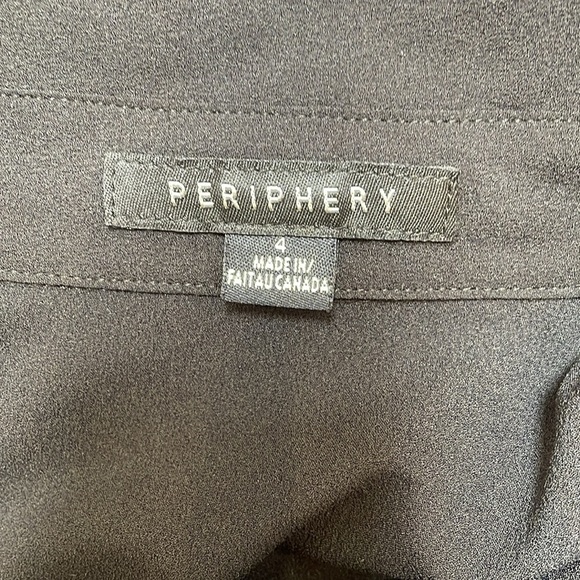 PERIPHERY
4
MADE IN/
FAIT AU CANADA